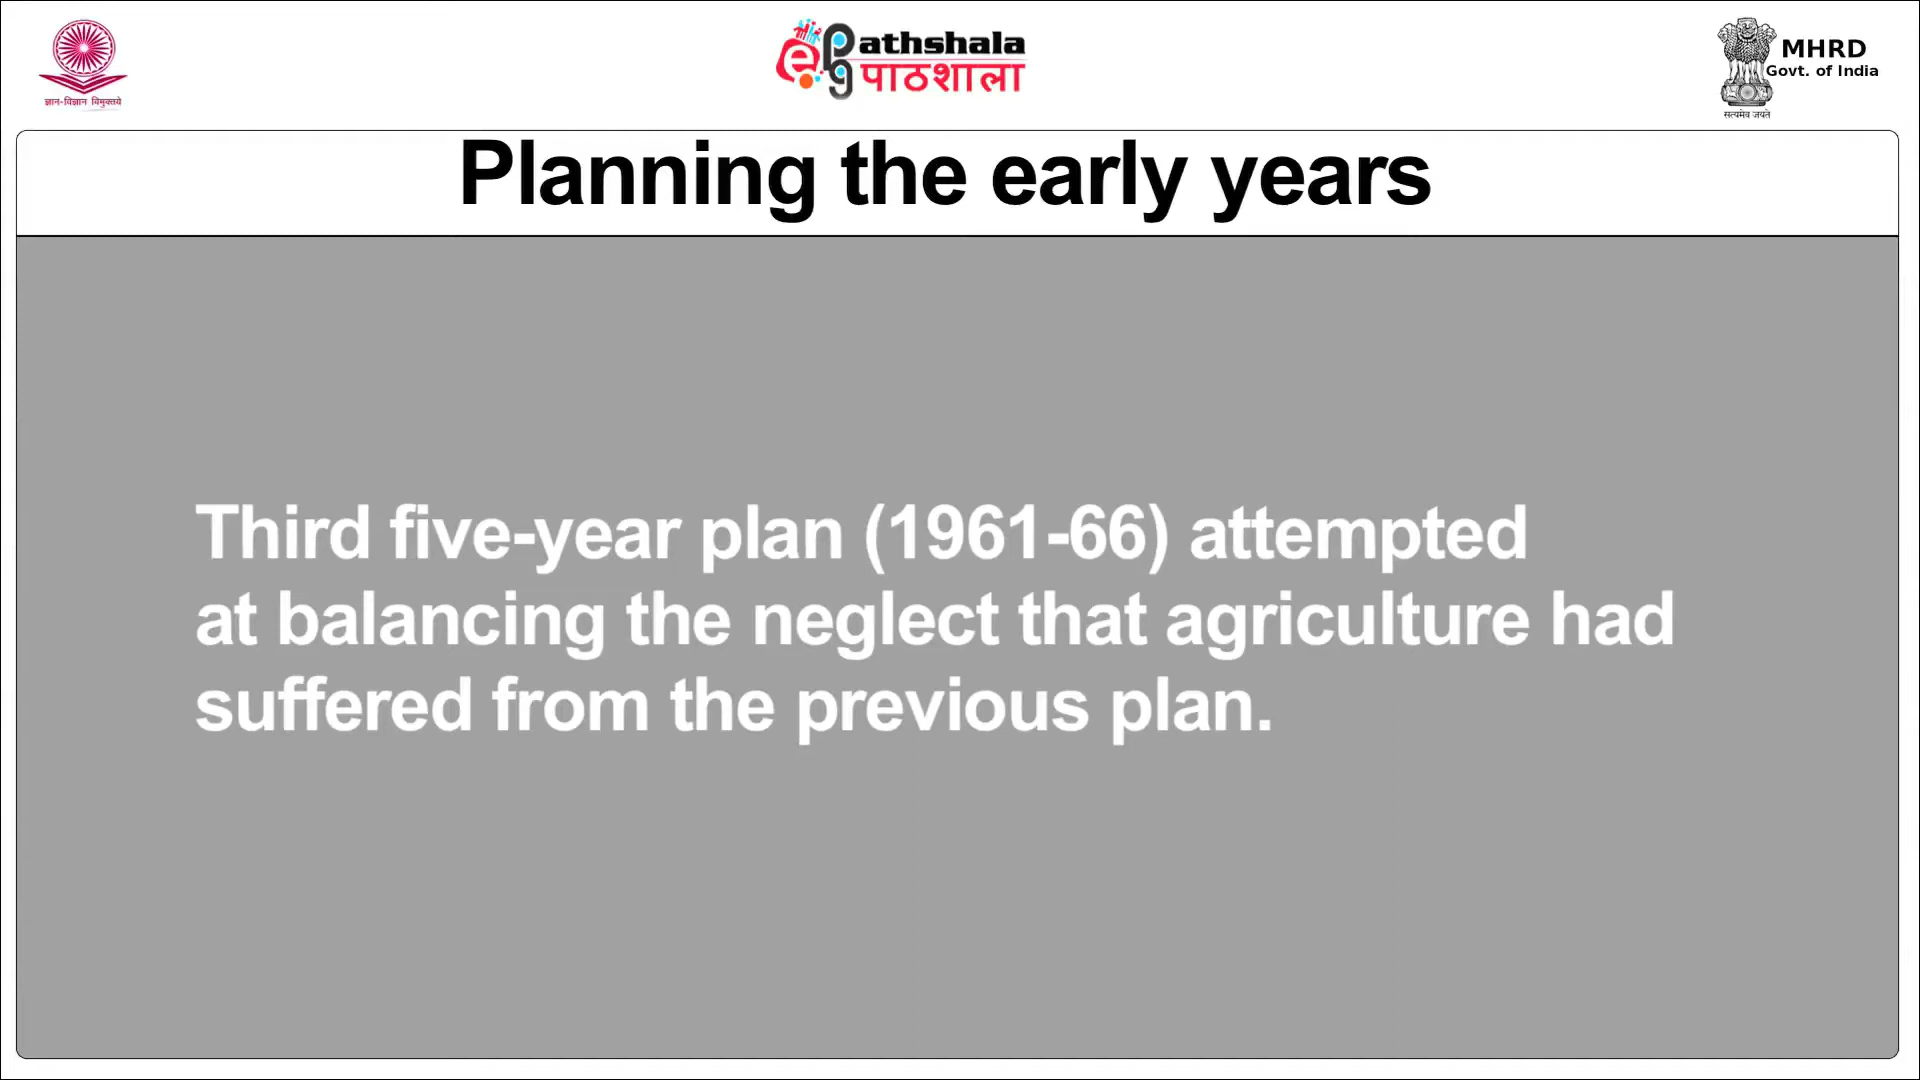 ज्ञान-विज्ञान विमुक्तये
ePG athshala
पाठशाला
MHRD
Govt. of India
सत्यमेव जयते
Planning the early years
Third five-year plan (1961-66) attempted
at balancing the neglect that agriculture had
suffered from the previous plan.